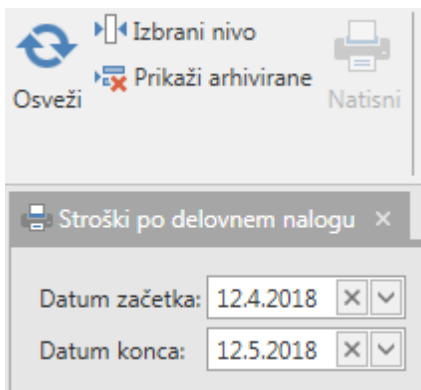 Izbrani nivo
Prikaži arhivirane
Osveži
Natisni
Stroški po delovnem nalogu
Datum začetka: 12.4.2018
Datum konca: 12.5.2018